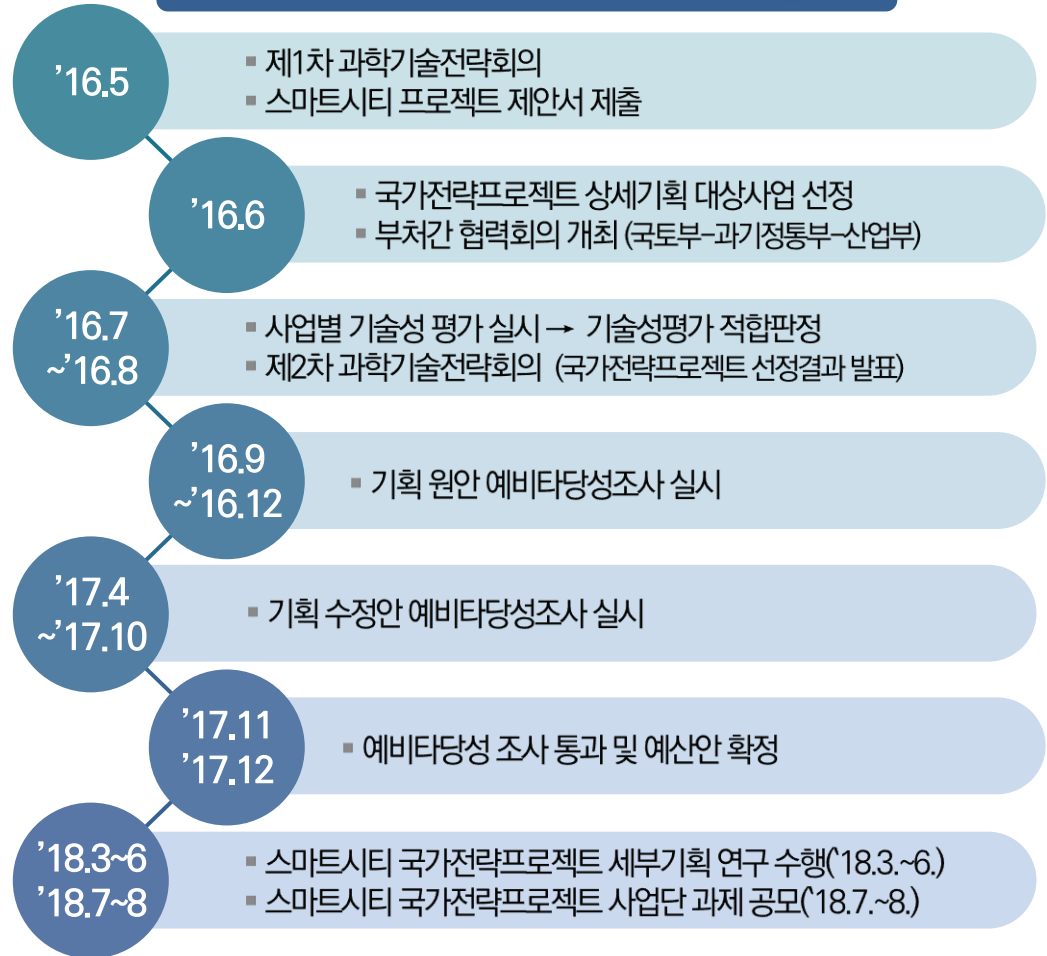 ’16.5
▪ 제1차 과학기술전략회의
▪ 스마트시티 프로젝트 제안서 제출
’16.6
▪ 국가전략프로젝트 상세기획 대상사업 선정
▪ 부처간 협력회의 개최 (국토부-과기정통부-산업부)
’16.7
~’16.8
▪ 사업별 기술성 평가 실시 → 기술성평가 적합판정
▪ 제2차 과학기술전략회의 (국가전략프로젝트 선정결과 발표)
’16.9
~’16.12
▪ 기획 원안 예비타당성조사 실시
’17.4
~’17.10
▪ 기획 수정안 예비타당성조사 실시
’17.11
’17.12
▪ 예비타당성 조사 통과 및 예산안 확정
’18.3~6
’18.7~8
▪ 스마트시티 국가전략프로젝트 세부기획 연구 수행(‘18.3.~6.)
▪ 스마트시티 국가전략프로젝트 사업단 과제 공모(‘18.7.~8.)